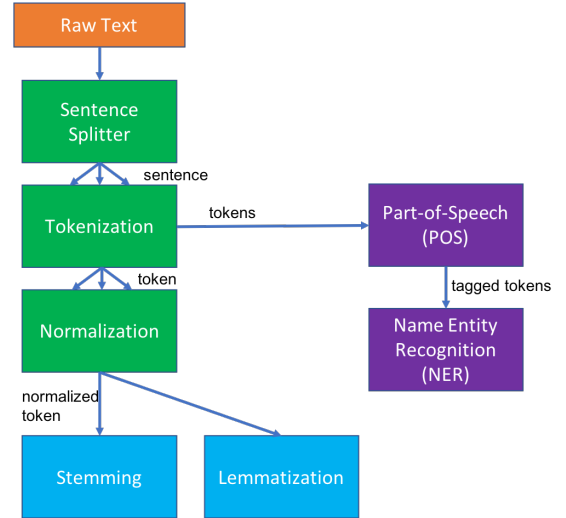 Raw Text
Sentence
Splitter
sentence
Tokenization
tokens
Part-of-Speech
(POS)
token
tagged tokens
Normalization
Name Entity
Recognition
(NER)
normalized
token
Stemming
Lemmatization